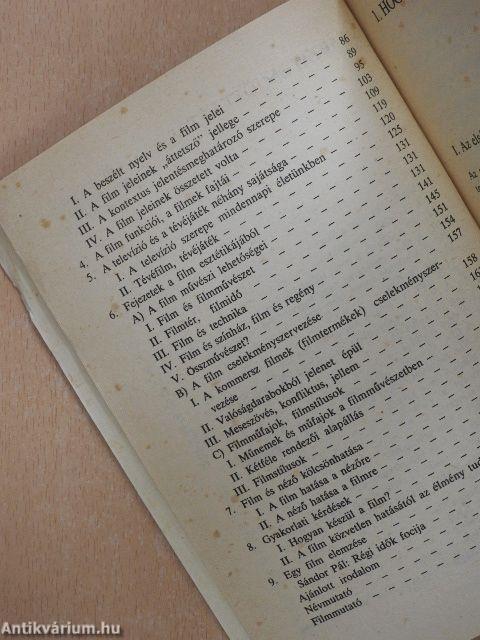 I. A beszélt nyelv és a film jelei – – – – – 86
II. A film jeleinek „áttetsző” jellege – – – – 89
III. A kontextus jelentésmeghatározó szerepe – – 95
IV. A film jeleinek összetett volta – – – – 103
4. A film funkciói, a filmek fajtái – – – – 109
5. A televízió és a tévéjáték néhány sajátsága – – 119
I. A televízió szerepe mindennapi életünkben – – 120
II. Tévéfilm, tévéjáték – – – – 125
6. Fejezetek a film esztétikájából – – – – 131
A) A film művészi lehetőségei – – – – 131
I. Film és filmművészet – – – – 131
II. Filmtér, filmidő – – – – 141
III. Film és technika – – – – 145
IV. Film és színház, film és regény – – – – 151
V. Összművészet? – – – – 154
B) A film cselekményszervezése – – – – 157
I. A kommersz filmek (filmtermékek) cselekményszer-
vezése – – – – 158
II. Valóságdarabokból jelenet épül – – – –
III. Meseszövés, konfliktus, jellem – – – –
C) Filmműfajok, filmstílusok – – – –
I. Műnemek és műfajok a filmművészetben
II. Kétféle rendezői alapállás – – – –
III. Filmstílusok – – – –
7. Film és néző kölcsönhatása – – – –
I. A film hatása a nézőre – – – –
II. A néző hatása a filmre – – – –
8. Gyakorlati kérdések – – – –
I. Hogyan készül a film? – – – –
II. A film közvetlen hatásától az élmény tud
9. Egy film elemzése – – – –
Sándor Pál: Régi idők focija – – – –
Ajánlott irodalom – – – –
Névmutató – – – –
Filmmutató – – – –
1.
I. Az
Antikvárium.hu